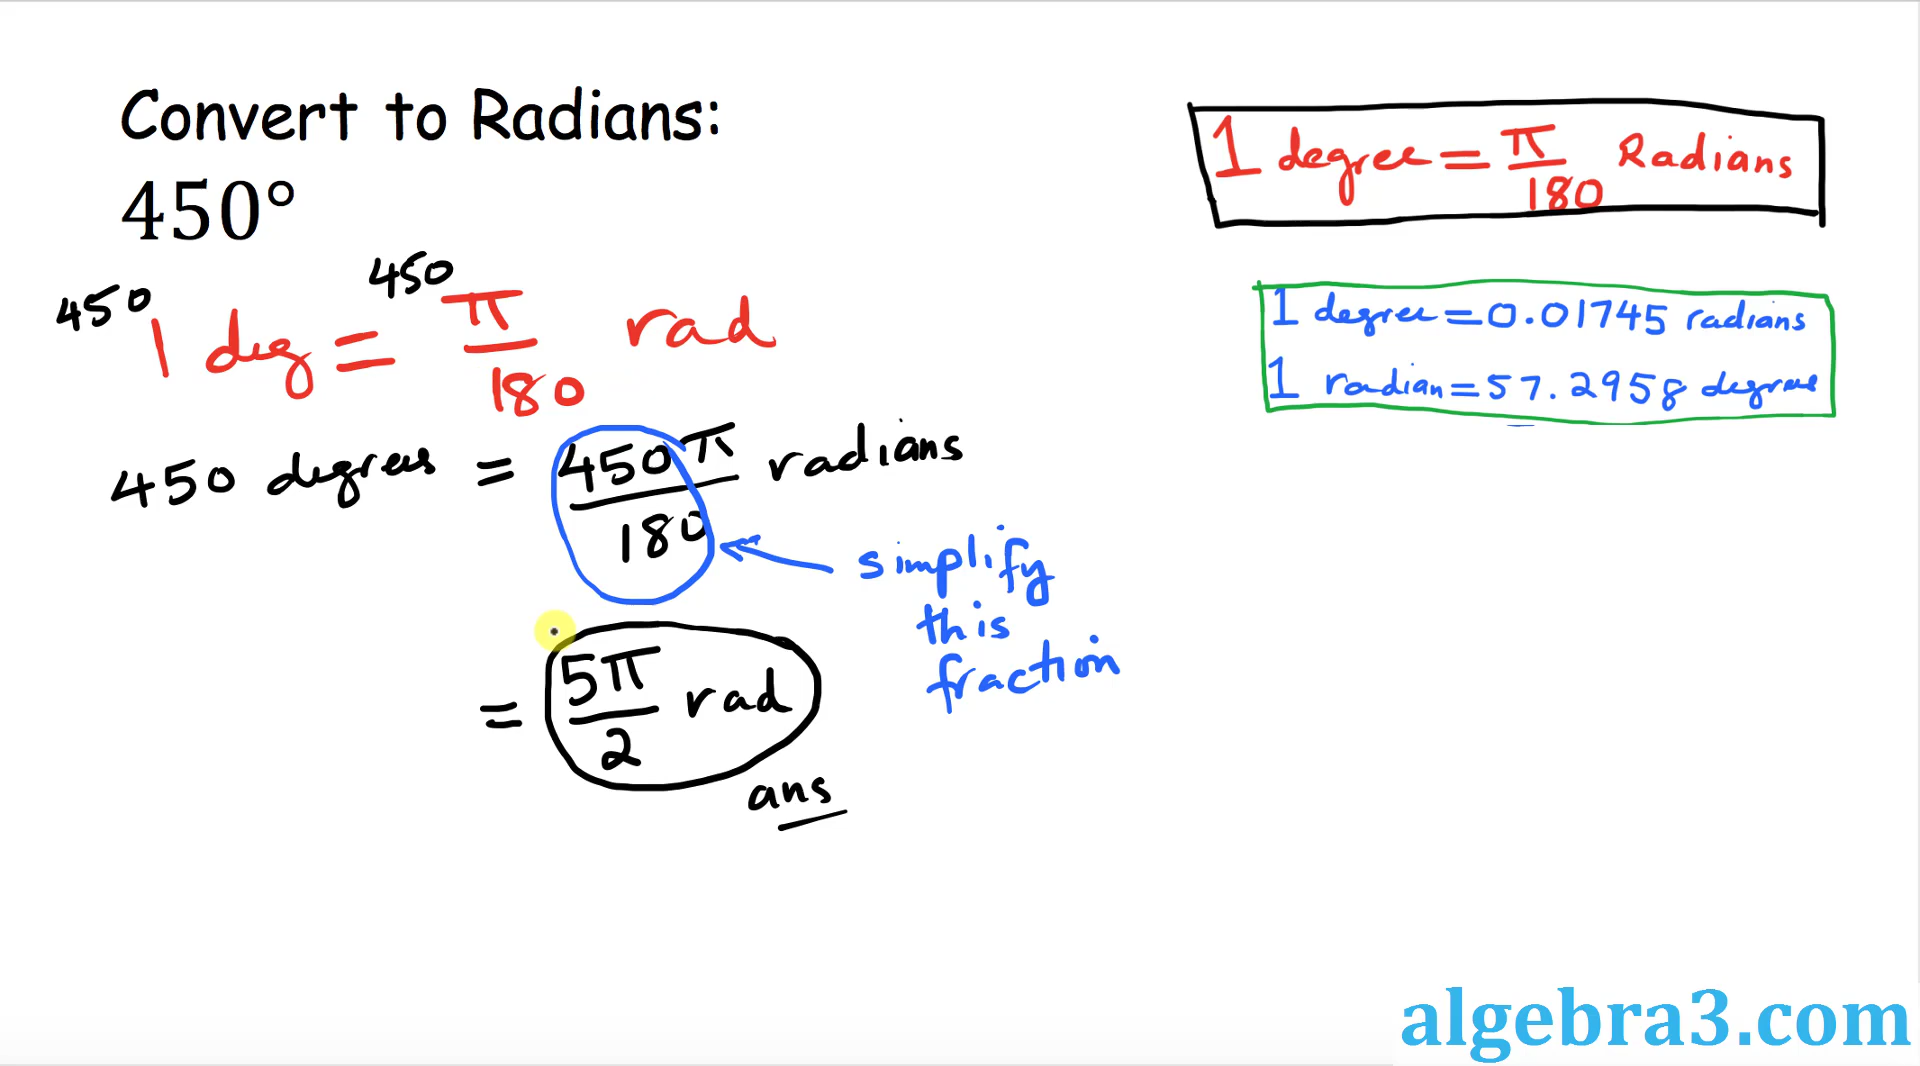 Convert to Radians:
450°
450 450
1 deg = π/180 rad
450 degrees = 450π/180 radians
simplify
this
fraction
= 5π/2 rad
ans
1 degree = π/180 Radians
1 degree = 0.01745 radians
1 radian = 57.2958 degrees
algebra3.com